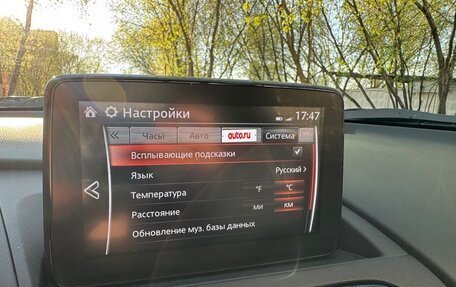 Настройки 17:47
« Часы Авто auto.ru Система
Всплывающие подсказки
Язык Русский >
Температура °F °C
Расстояние ми км
Обновление муз. базы данных